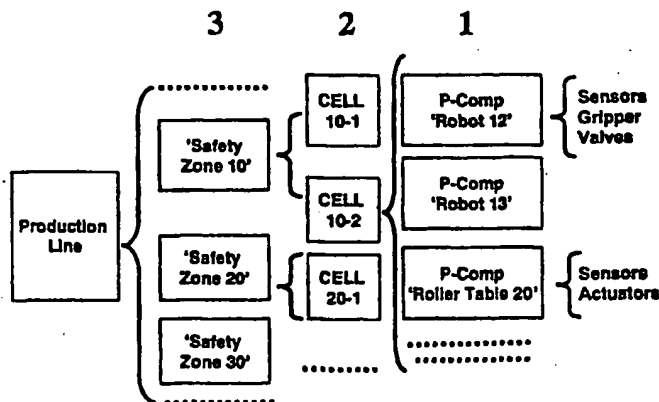 3 2 1
Production
Line
'Safety
Zone 10'
'Safety
Zone 20'
'Safety
Zone 30'
CELL
10-1
CELL
10-2
CELL
20-1
P-Comp
'Robot 12'
P-Comp
'Robot 13'
P-Comp
'Roller Table 20'
Sensors
Gripper
Valves
Sensors
Actuators